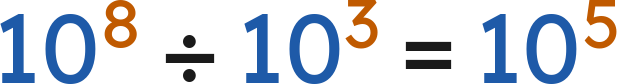 10⁸ ÷ 10³ = 10⁵